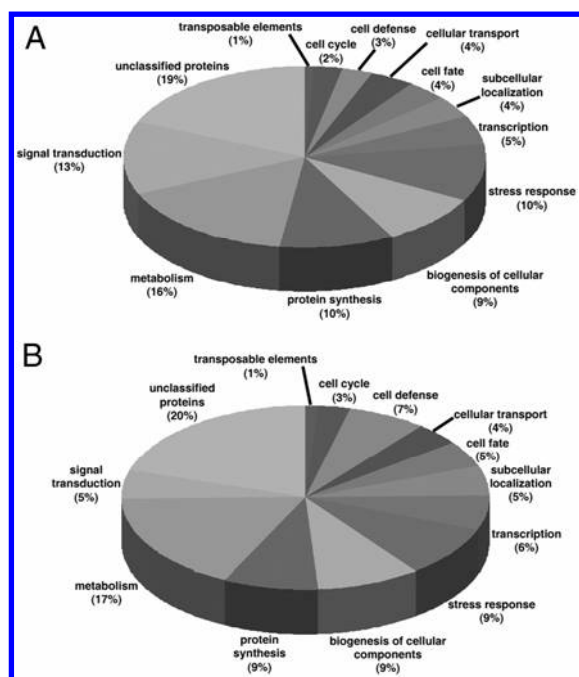 A
transposable elements
(1%)
cell cycle
(2%)
cell defense
(3%)
cellular transport
(4%)
cell fate
(4%)
subcellular
localization
(4%)
transcription
(5%)
stress response
(10%)
biogenesis of cellular
components
(9%)
protein synthesis
(10%)
metabolism
(16%)
signal transduction
(13%)
unclassified proteins
(19%)
B
transposable elements
(1%)
cell cycle
(3%)
cell defense
(7%)
cellular transport
(4%)
cell fate
(5%)
subcellular
localization
(5%)
transcription
(6%)
stress response
(9%)
biogenesis of cellular
components
(9%)
protein
synthesis
(9%)
metabolism
(17%)
signal
transduction
(5%)
unclassified
proteins
(20%)